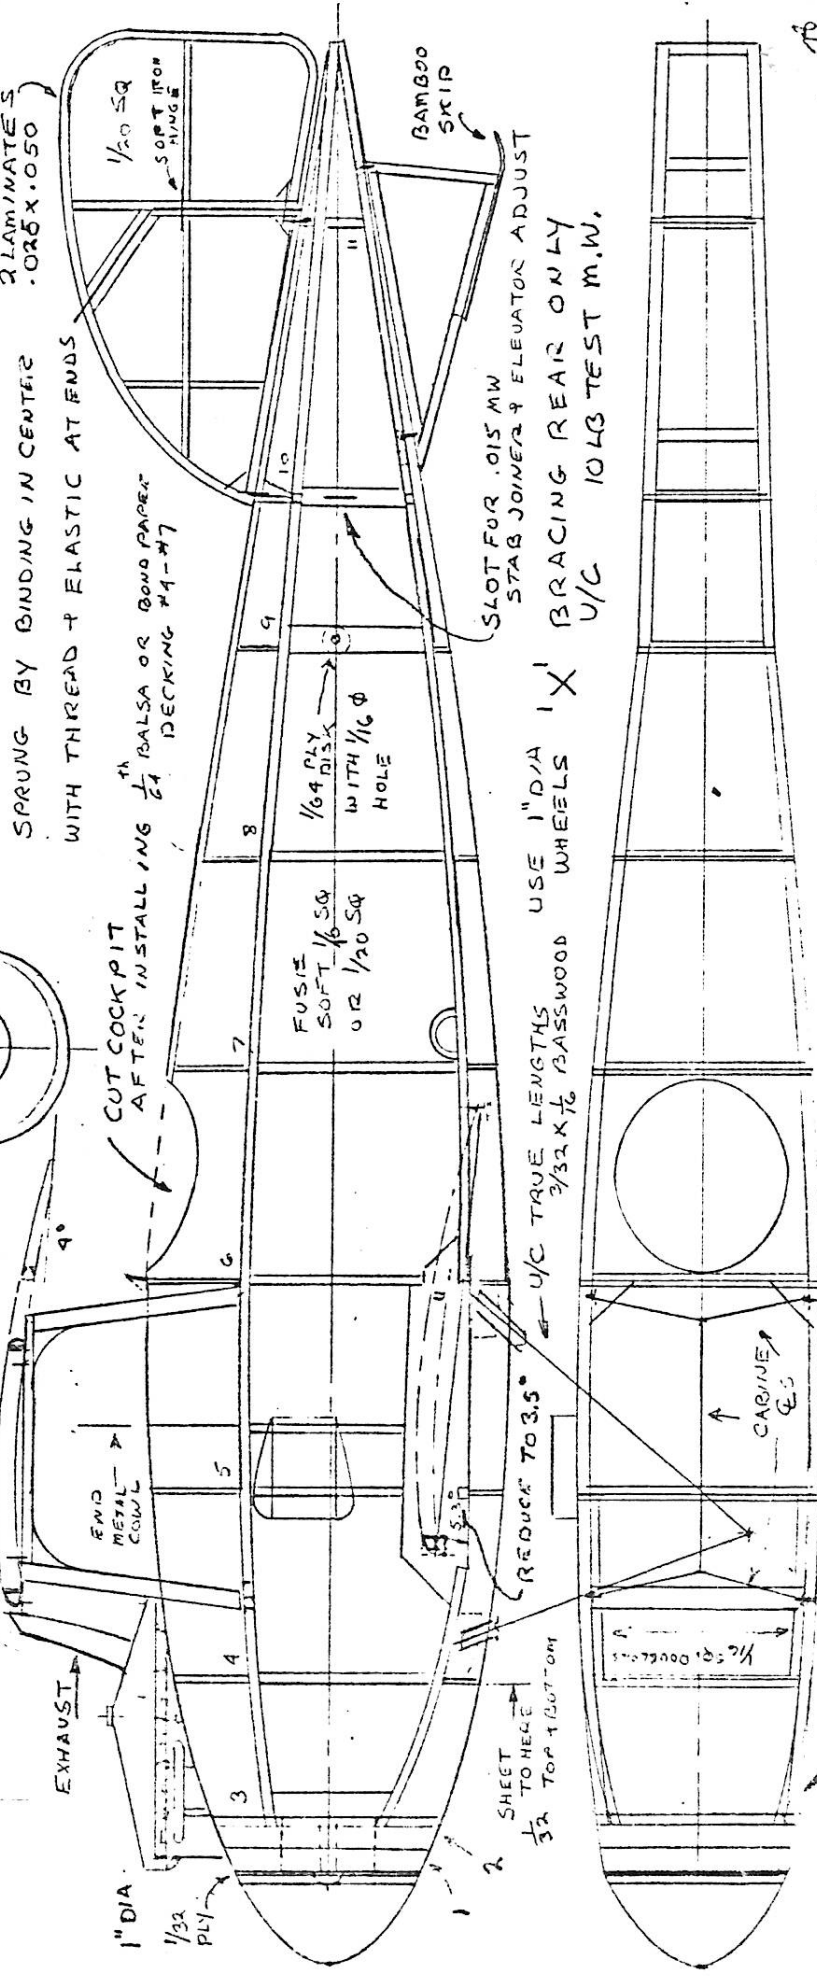 2 LAMINATES
.025 x .050
1/20 SQ
SOFT IRON
HINGE
SPRUNG BY BINDING IN CENTER
WITH THREAD + ELASTIC AT ENDS
BAMBOO
SKID
CUT COCKPIT
AFTER INSTALLING 1/64th BALSA OR BOND PAPER
DECKING #4-#7
SLOT FOR .015 MW
STAB JOINER + ELEVATOR ADJUST
'X' BRACING REAR ONLY
U/C 10 LB TEST M.W.
1/64 PLY
DISK
WITH 1/16 Φ
HOLE
FUSIE
SOFT 1/16 SQ
OR 1/20 SQ
USE 1" DIA
WHEELS
U/C TRUE LENGTHS
3/32 X 1/16 BASSWOOD
4°
END
METAL
COWL
EXHAUST
5.3°
REDUCE TO 3.5°
CABINE
1/16 SQ. DOUBLERS
SHEET
TO HERE
1/32 TOP + BOTTOM
1" DIA
1/32
PLY
1
2
3
4
5
6
7
8
9
10
11